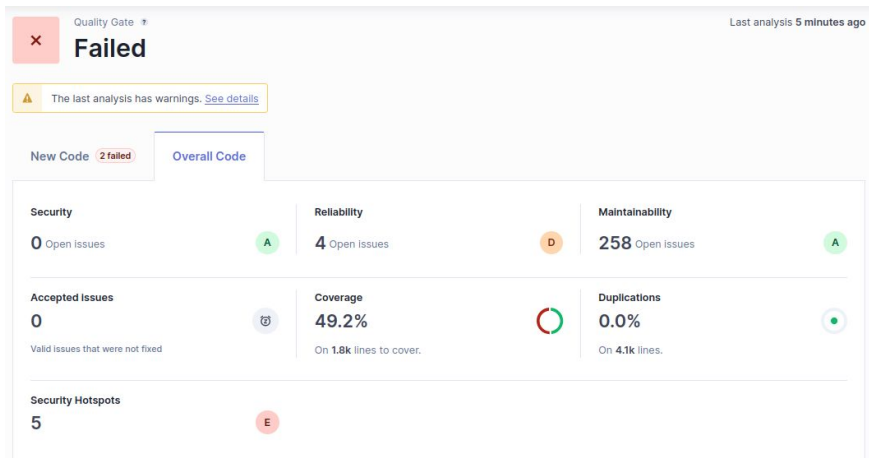 Quality Gate ?
Last analysis 5 minutes ago
Failed
The last analysis has warnings. See details
New Code 2 failed
Overall Code
Security
0 Open issues A
Reliability
4 Open issues D
Maintainability
258 Open issues A
Accepted issues
0
Valid issues that were not fixed
Coverage
49.2%
On 1.8k lines to cover.
Duplications
0.0%
On 4.1k lines.
Security Hotspots
5 E